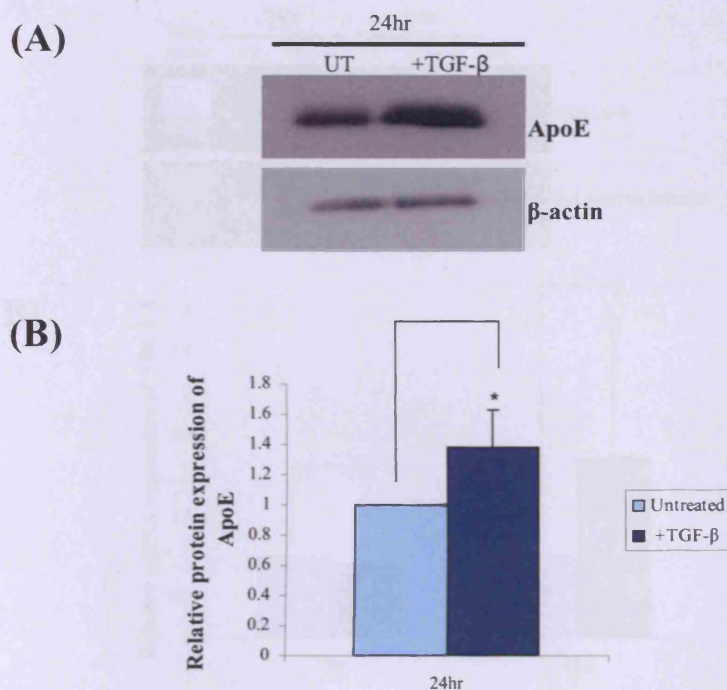 (A)
24hr
UT +TGF-β
ApoE
β-actin
(B)
Relative protein expression of
ApoE
1.8
1.6
1.4
1.2
1
0.8
0.6
0.4
0.2
0
*
24hr
Untreated
+TGF-β